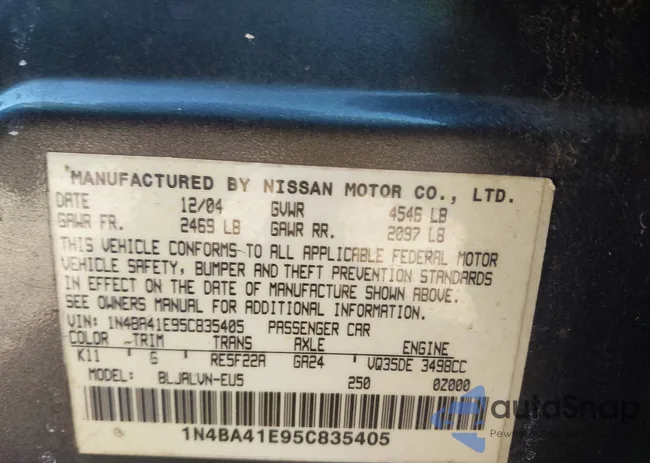 MANUFACTURED BY NISSAN MOTOR CO., LTD.
DATE 12/04 GVWR 4546 LB
GAWR FR. 2469 LB GAWR RR. 2097 LB
THIS VEHICLE CONFORMS TO ALL APPLICABLE FEDERAL MOTOR
VEHICLE SAFETY, BUMPER AND THEFT PREVENTION STANDARDS
IN EFFECT ON THE DATE OF MANUFACTURE SHOWN ABOVE.
SEE OWNERS MANUAL FOR ADDITIONAL INFORMATION.
VIN: 1N4BA41E95C835405 PASSENGER CAR
COLOR TRIM TRANS AXLE ENGINE
K11 G RE5F22A GA24 VQ35DE 3498CC
MODEL: BLJALVN-EU5 250 0Z000
1N4BA41E95C835405
autoSnap